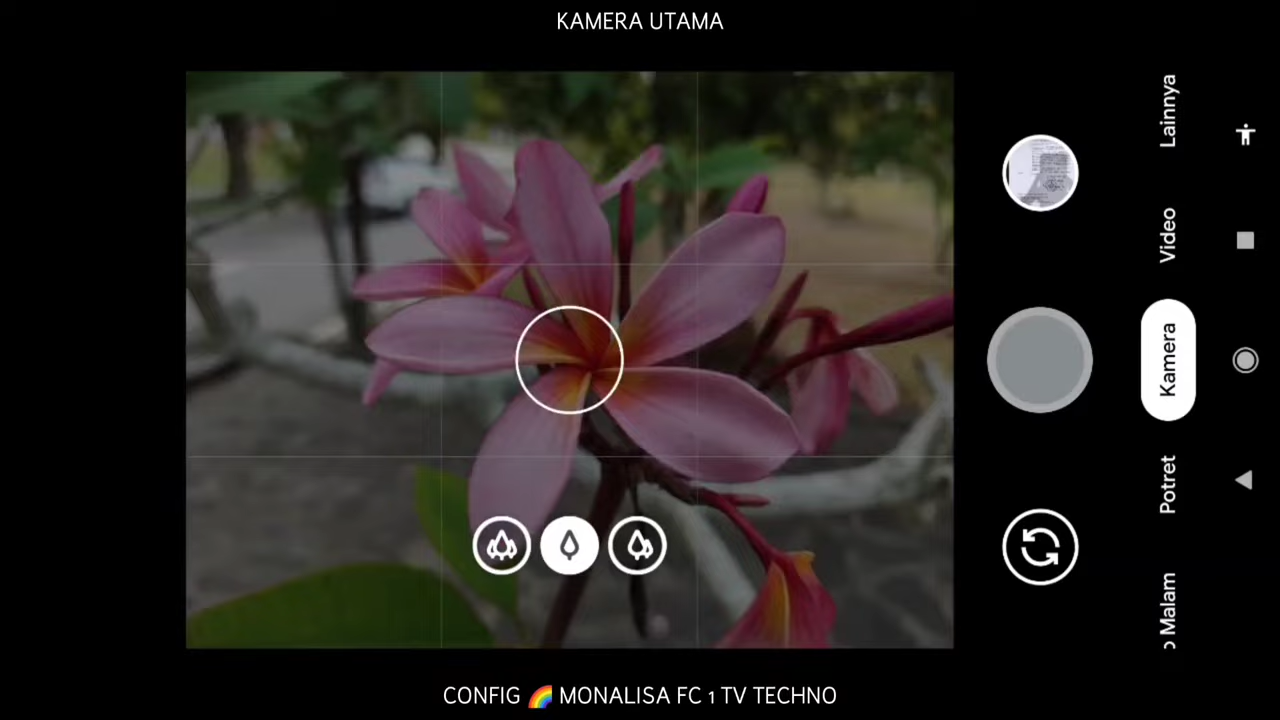 KAMERA UTAMA
Lainnya
Video
Kamera
Potret
Malam
CONFIG 🌈 MONALISA FC 1 TV TECHNO